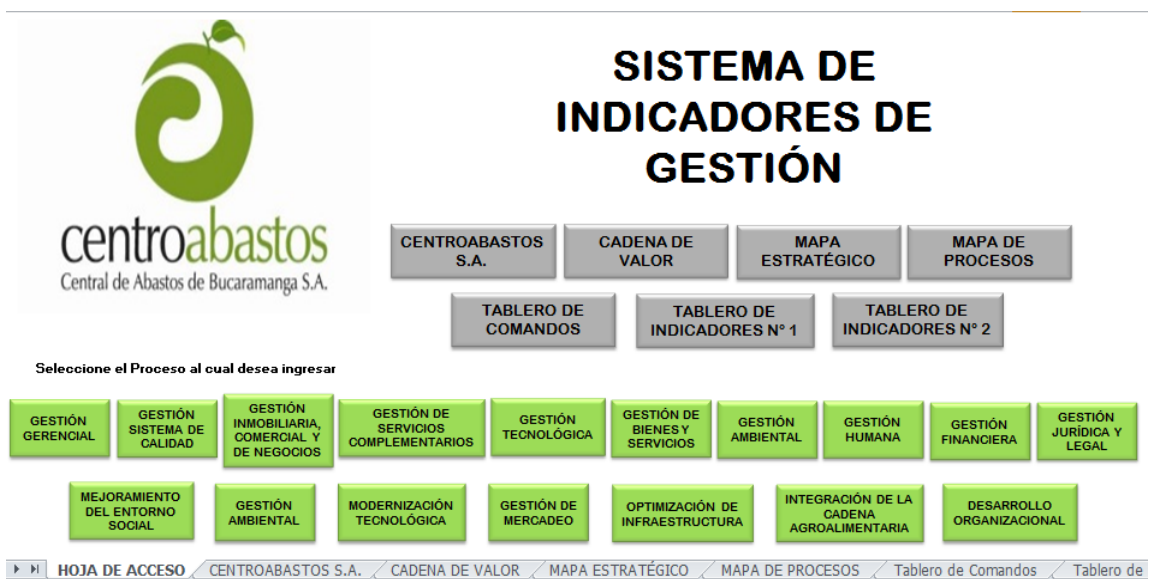 SISTEMA DE
INDICADORES DE
GESTIÓN
centroabastos
Central de Abastos de Bucaramanga S.A.
CENTROABASTOS
S.A.
CADENA DE
VALOR
MAPA
ESTRATÉGICO
MAPA DE
PROCESOS
TABLERO DE
COMANDOS
TABLERO DE
INDICADORES N° 1
TABLERO DE
INDICADORES N° 2
Seleccione el Proceso al cual desea ingresar
GESTIÓN
GERENCIAL
GESTIÓN
SISTEMA DE
CALIDAD
GESTIÓN
INMOBILIARIA,
COMERCIAL Y
DE NEGOCIOS
GESTIÓN DE
SERVICIOS
COMPLEMENTARIOS
GESTIÓN
TECNOLÓGICA
GESTIÓN DE
BIENES Y
SERVICIOS
GESTIÓN
AMBIENTAL
GESTIÓN
HUMANA
GESTIÓN
FINANCIERA
GESTIÓN
JURÍDICA Y
LEGAL
MEJORAMIENTO
DEL ENTORNO
SOCIAL
GESTIÓN
AMBIENTAL
MODERNIZACIÓN
TECNOLÓGICA
GESTIÓN DE
MERCADEO
OPTIMIZACIÓN DE
INFRAESTRUCTURA
INTEGRACIÓN DE LA
CADENA
AGROALIMENTARIA
DESARROLLO
ORGANIZACIONAL
HOJA DE ACCESO
CENTROABASTOS S.A.
CADENA DE VALOR
MAPA ESTRATÉGICO
MAPA DE PROCESOS
Tablero de Comandos
Tablero de